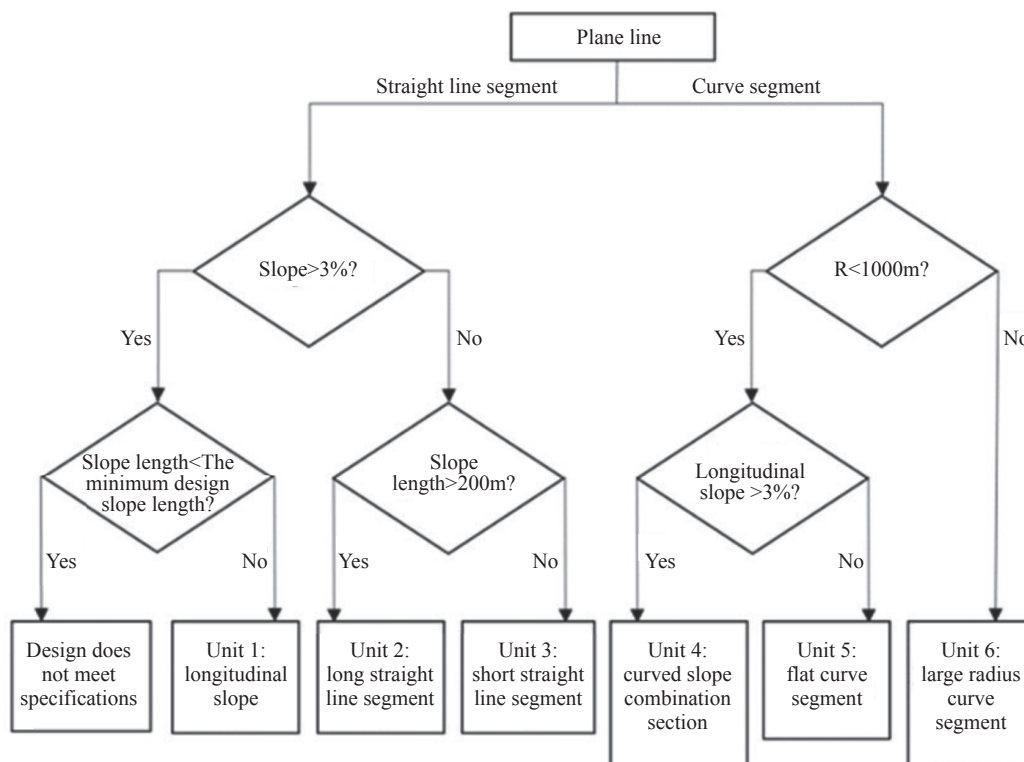 Plane line
Straight line segment
Curve segment
Slope>3%?
R<1000m?
Yes
No
Yes
No
Slope length<The
minimum design
slope length?
Slope
length>200m?
Longitudinal
slope >3%?
Yes
No
Yes
No
Yes
No
Design does
not meet
specifications
Unit 1:
longitudinal
slope
Unit 2:
long straight
line segment
Unit 3:
short straight
line segment
Unit 4:
curved slope
combination
section
Unit 5:
flat curve
segment
Unit 6:
large radius
curve
segment